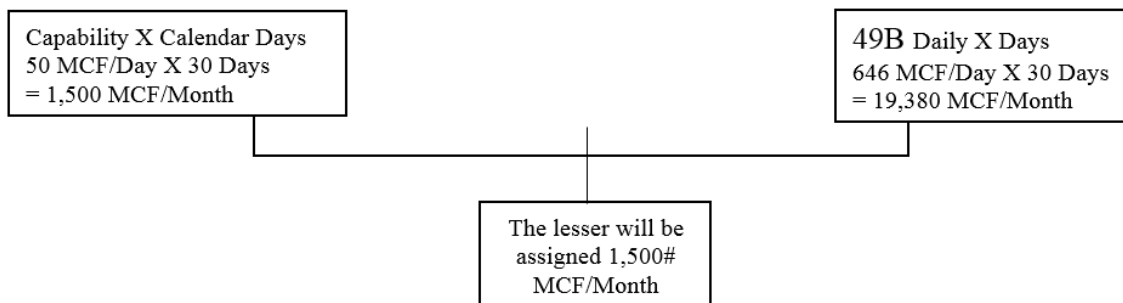 Capability X Calendar Days
50 MCF/Day X 30 Days
= 1,500 MCF/Month
49B Daily X Days
646 MCF/Day X 30 Days
= 19,380 MCF/Month
The lesser will be
assigned 1,500#
MCF/Month